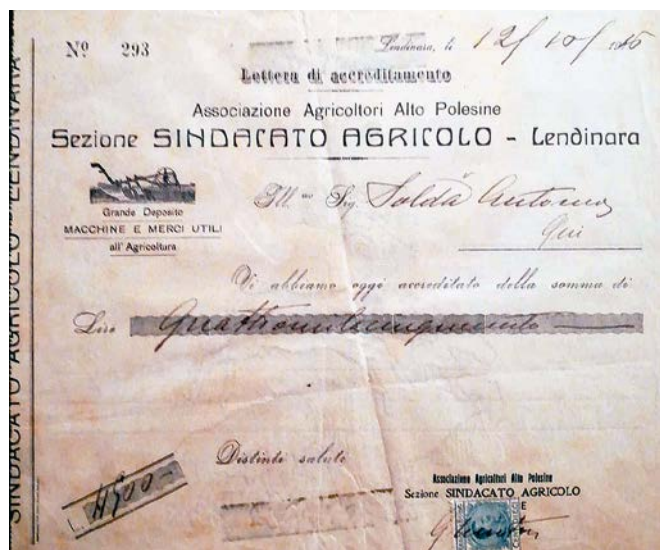 Nº 293
Lendinara, li 12/10/
Lettera di accreditamento
Associazione Agricoltori Alto Polesine
Sezione SINDACATO AGRICOLO - Lendinara
Grande Deposito
MACCHINE E MERCI UTILI
all' Agricoltura
Ill.mo Sig. Soldà Antonio
Qui
Vi abbiamo oggi accreditato della somma di
Lire Quattromilacinquecento
Distinti saluti
L. 4500
Associazione Agricoltori Alto Polesine
Sezione SINDACATO AGRICOLO
SINDACATO AGRICOLO LENDINARA